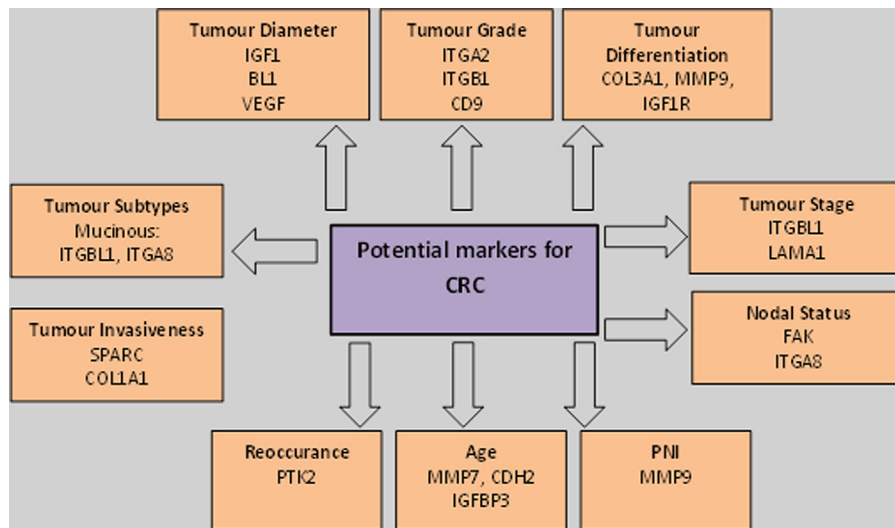 Tumour Diameter
IGF1
BL1
VEGF
Tumour Grade
ITGA2
ITGB1
CD9
Tumour
Differentiation
COL3A1, MMP9,
IGF1R
Tumour Subtypes
Mucinous:
ITGBL1, ITGA8
Potential markers for
CRC
Tumour Stage
ITGBL1
LAMA1
Tumour Invasiveness
SPARC
COL1A1
Nodal Status
FAK
ITGA8
Reoccurance
PTK2
Age
MMP7, CDH2
IGFBP3
PNI
MMP9